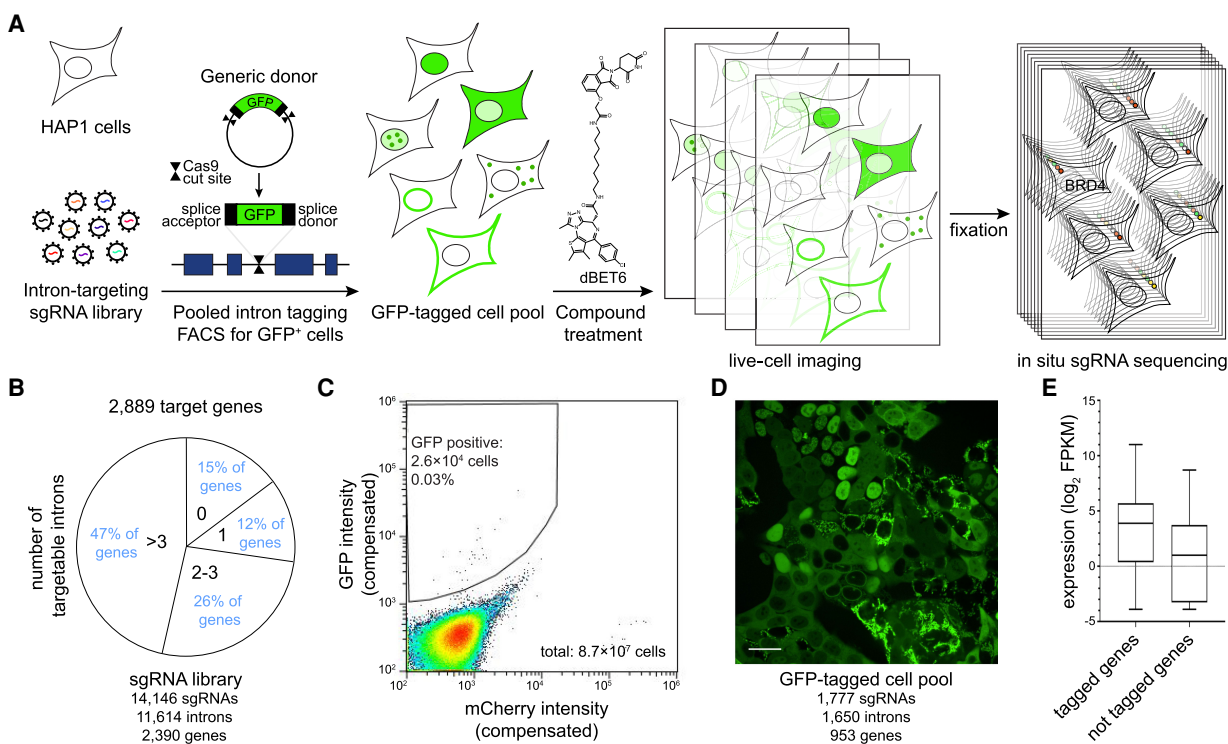 A
HAP1 cells
Generic donor
GFP
Cas9
cut site
splice
acceptor
GFP
splice
donor
Intron-targeting
sgRNA library
Pooled intron tagging
FACS for GFP⁺ cells
GFP-tagged cell pool
dBET6
Compound
treatment
live-cell imaging
fixation
BRD4
in situ sgRNA sequencing
B
2,889 target genes
number of
targetable introns
15% of
genes
0
12% of
genes
1
2-3
26% of
genes
47% of
genes
>3
sgRNA library
14,146 sgRNAs
11,614 introns
2,390 genes
C
GFP intensity
(compensated)
10⁶
10⁵
10⁴
10³
10²
GFP positive:
2.6×10⁴ cells
0.03%
total: 8.7×10⁷ cells
10² 10³ 10⁴ 10⁵ 10⁶
mCherry intensity
(compensated)
D
GFP-tagged cell pool
1,777 sgRNAs
1,650 introns
953 genes
E
expression (log₂ FPKM)
15
10
5
0
-5
tagged genes
not tagged genes